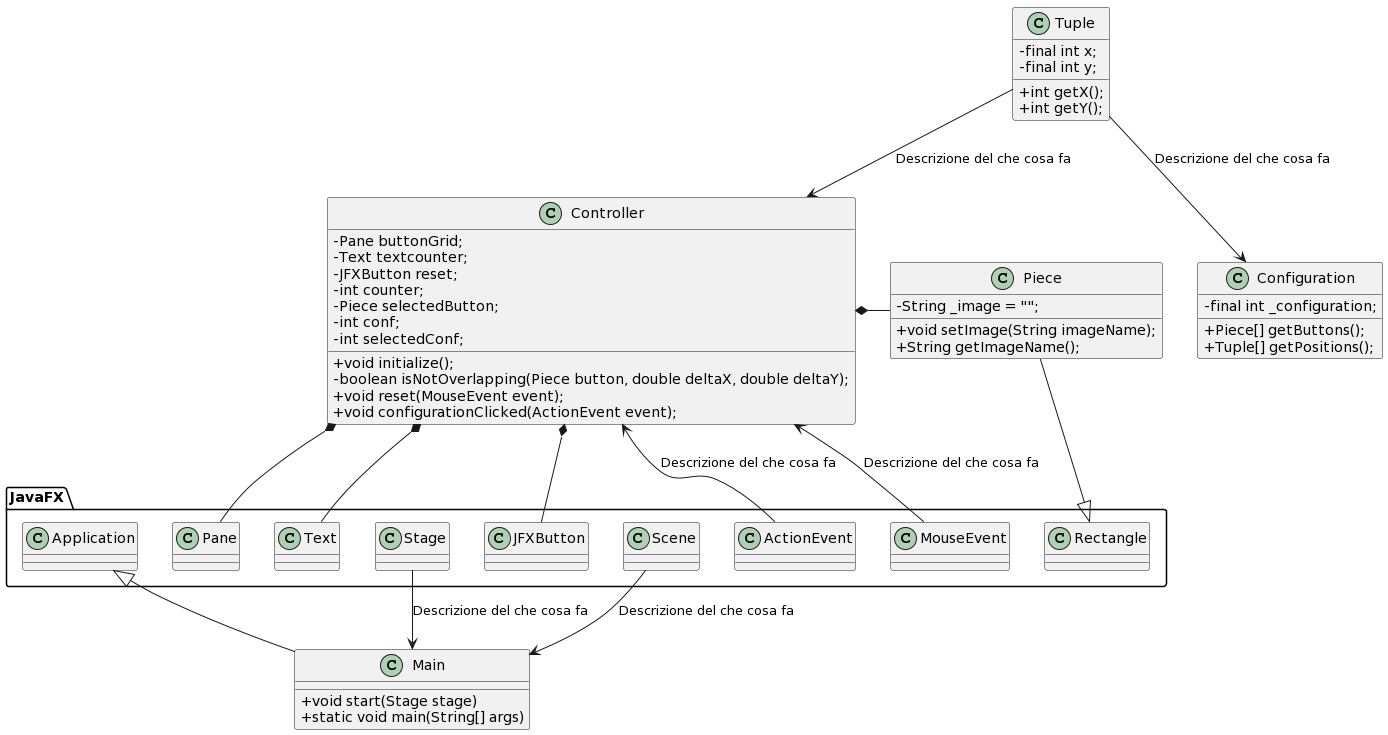 Tuple
-final int x;
-final int y;
+int getX();
+int getY();
Descrizione del che cosa fa
Descrizione del che cosa fa
Controller
-Pane buttonGrid;
-Text textcounter;
-JFXButton reset;
-int counter;
-Piece selectedButton;
-int conf;
-int selectedConf;
+void initialize();
-boolean isNotOverlapping(Piece button, double deltaX, double deltaY);
+void reset(MouseEvent event);
+void configurationClicked(ActionEvent event);
Piece
-String _image = "";
+void setImage(String imageName);
+String getImageName();
Configuration
-final int _configuration;
+Piece[] getButtons();
+Tuple[] getPositions();
Descrizione del che cosa fa
Descrizione del che cosa fa
JavaFX
Application
Pane
Text
Stage
JFXButton
Scene
ActionEvent
MouseEvent
Rectangle
Descrizione del che cosa fa
Descrizione del che cosa fa
Main
+void start(Stage stage)
+static void main(String[] args)
C
C
C
C
C
C
C
C
C
C
C
C
C
C